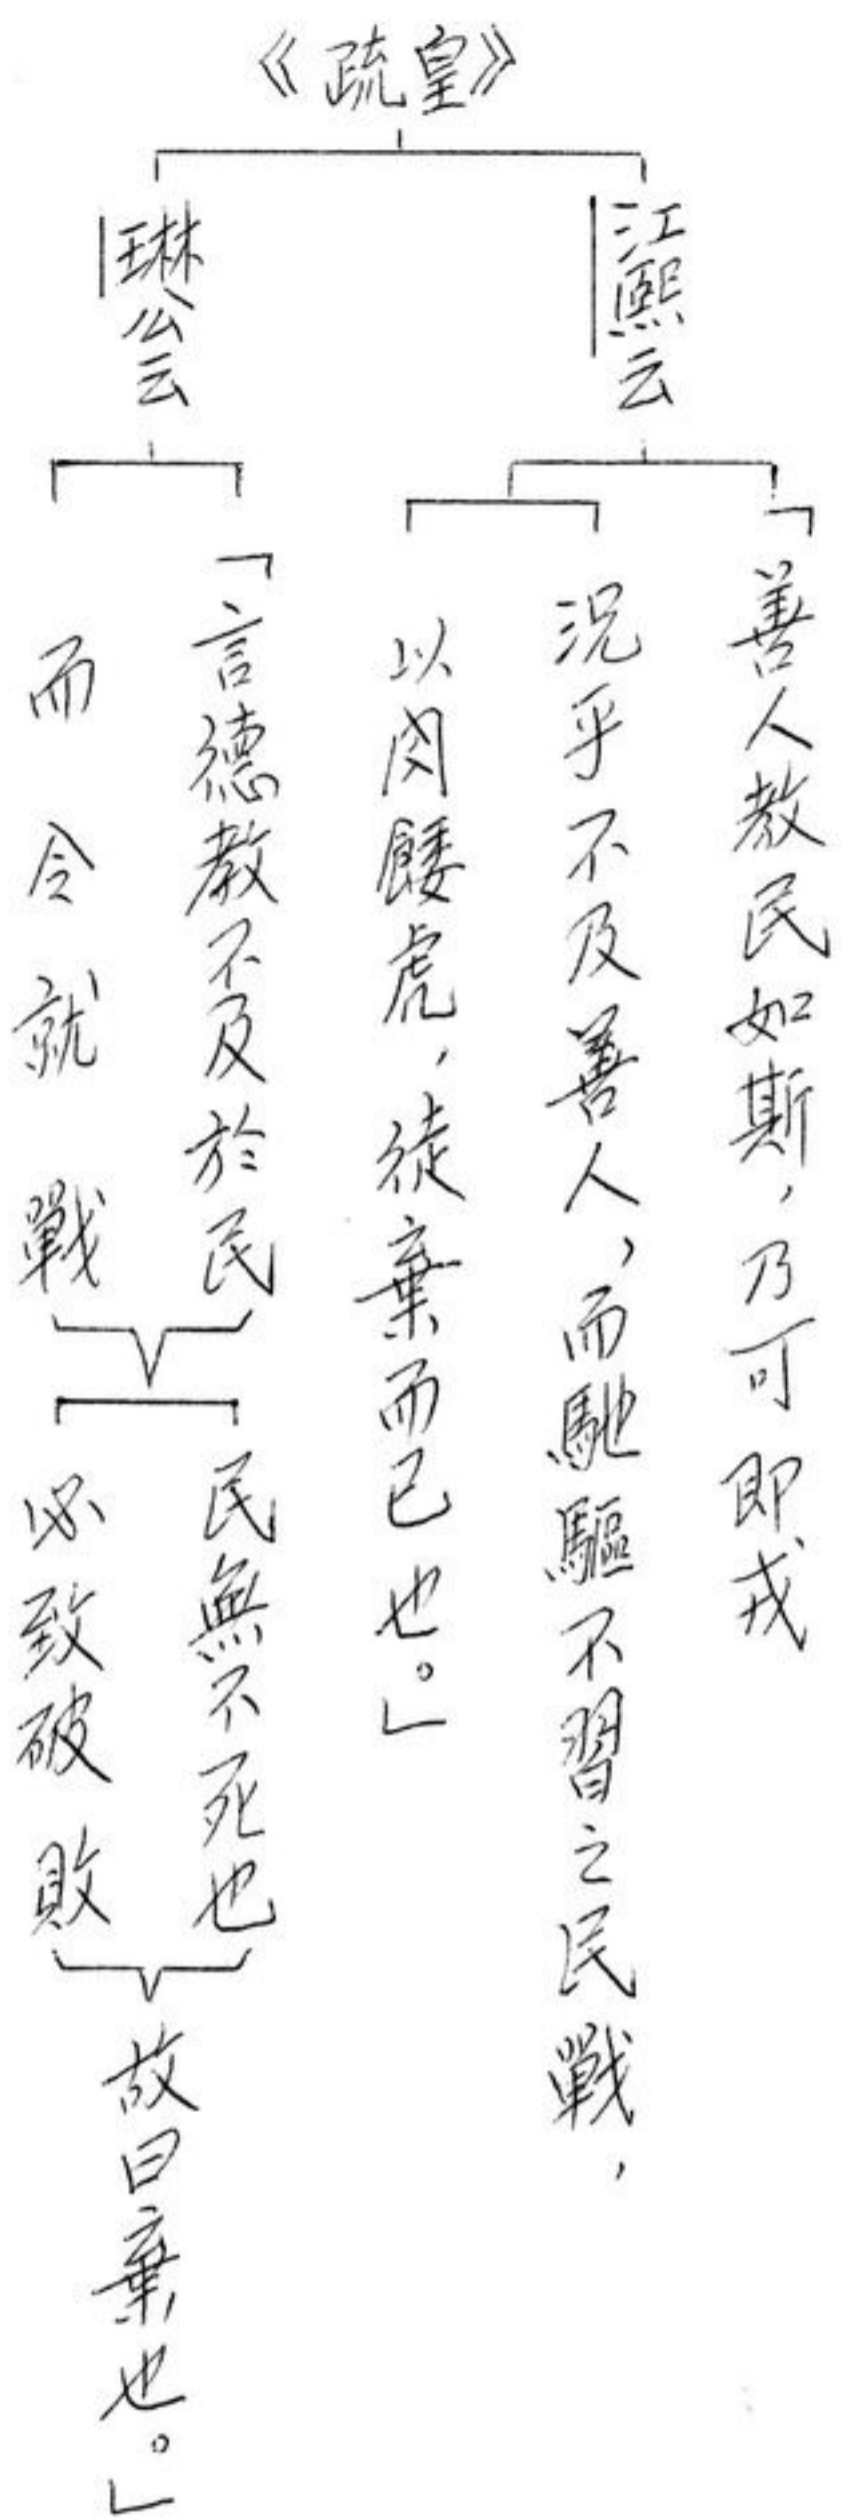 《皇疏》
江熙云
「善人教民如斯，乃可即戎
況乎不及善人，而馳驅不習之民戰，
以肉餧虎，徒棄而已也。」
琳公云
「言德教不及於民
而令就戰
民無不死也
必致破敗
故曰棄也。」